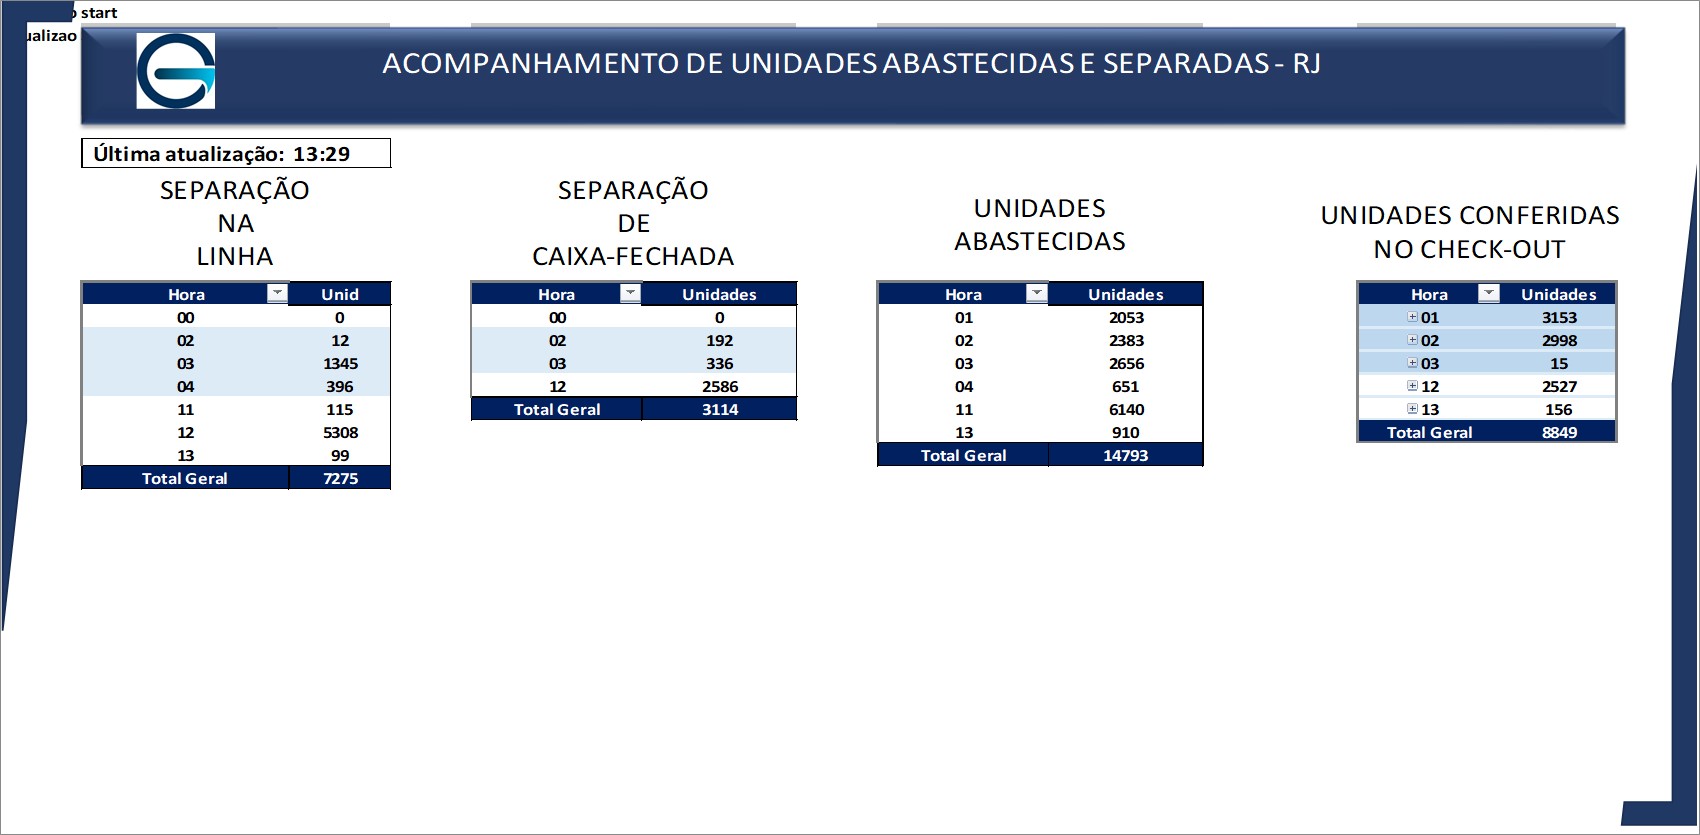 start
ACOMPANHAMENTO DE UNIDADES ABASTECIDAS E SEPARADAS - RJ
Última atualização: 13:29
SEPARAÇÃO
NA
LINHA
Hora Unid
00 0
02 12
03 1345
04 396
11 115
12 5308
13 99
Total Geral 7275
SEPARAÇÃO
DE
CAIXA-FECHADA
Hora Unidades
00 0
02 192
03 336
12 2586
Total Geral 3114
UNIDADES
ABASTECIDAS
Hora Unidades
01 2053
02 2383
03 2656
04 651
11 6140
13 910
Total Geral 14793
UNIDADES CONFERIDAS
NO CHECK-OUT
Hora Unidades
01 3153
02 2998
03 15
12 2527
13 156
Total Geral 8849